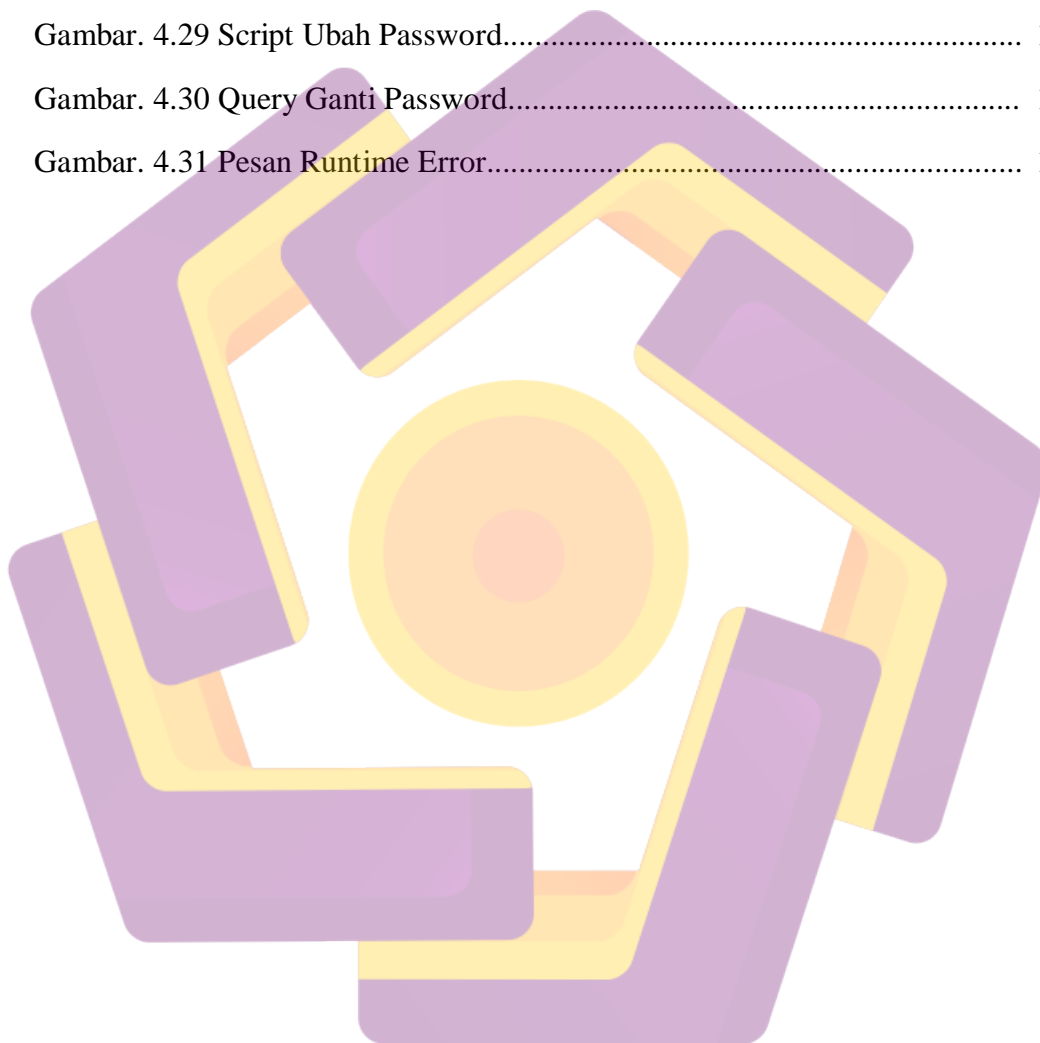 Gambar. 4.29 Script Ubah Password.................................................................
Gambar. 4.30 Query Ganti Password................................................................
Gambar. 4.31 Pesan Runtime Error...................................................................